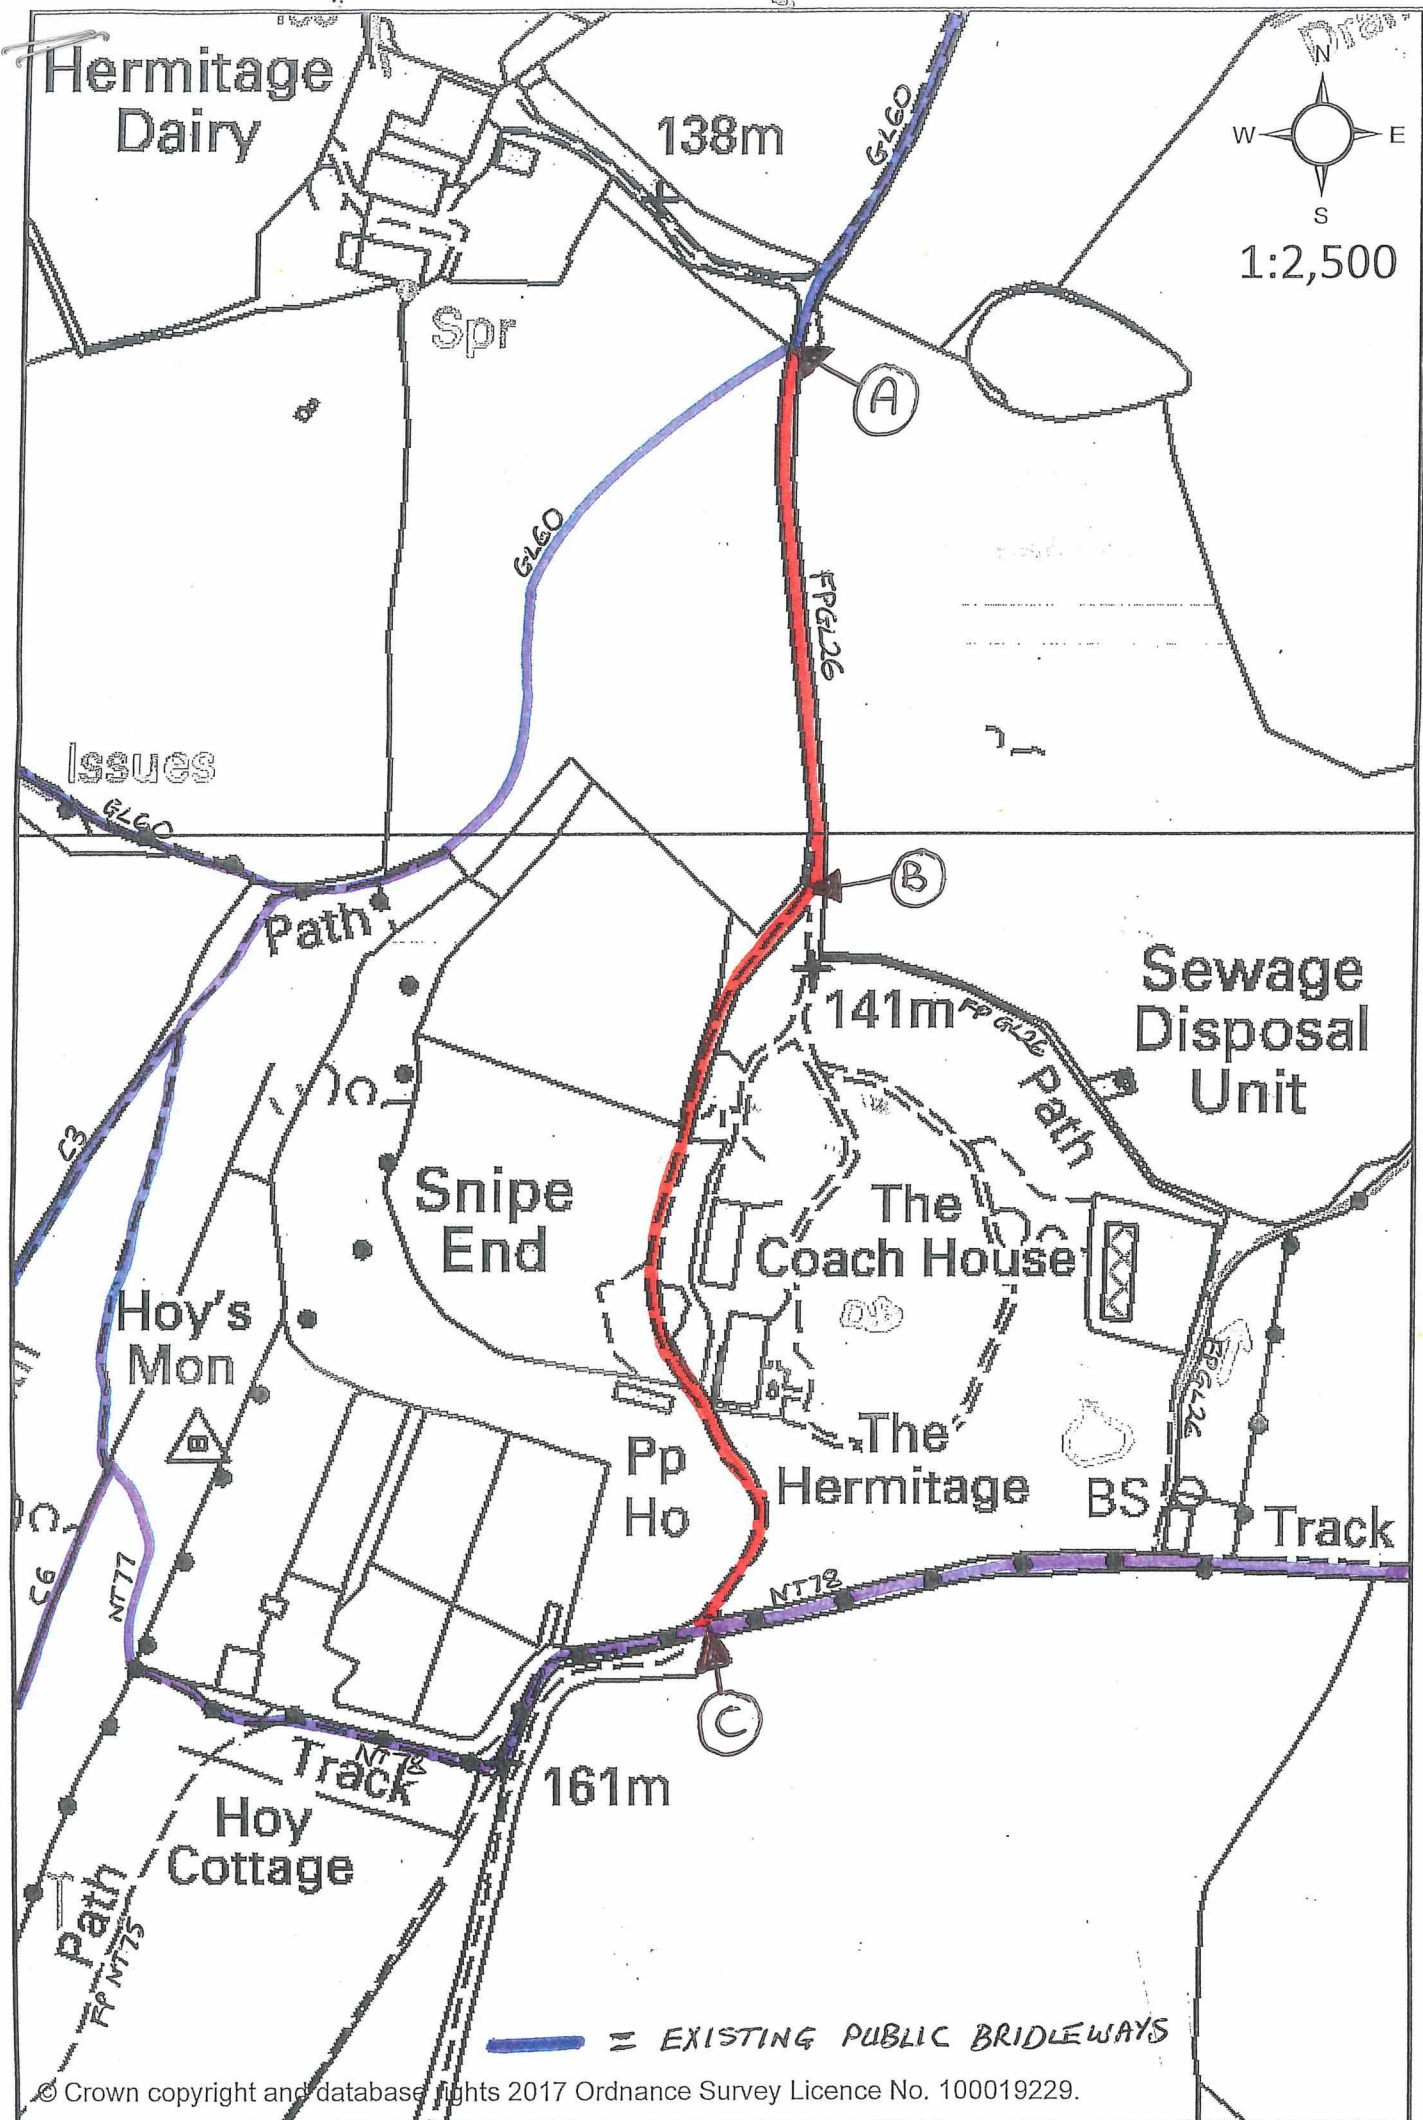 Hermitage
Dairy
138m
GL60
N
W
E
S
1:2,500
Spr
A
GL60
FPGL26
Issues
GL60
Path
B
Sewage
Disposal
Unit
141m
FP GL26
Path
C3
Snipe
End
The
Coach House
Hoy's
Mon
FPGL26
Pp
Ho
The
Hermitage
BS
Track
C6
NT77
NT78
C
Track
NT78
161m
Hoy
Cottage
Path
FP NT75
= EXISTING PUBLIC BRIDLEWAYS
© Crown copyright and database rights 2017 Ordnance Survey Licence No. 100019229.